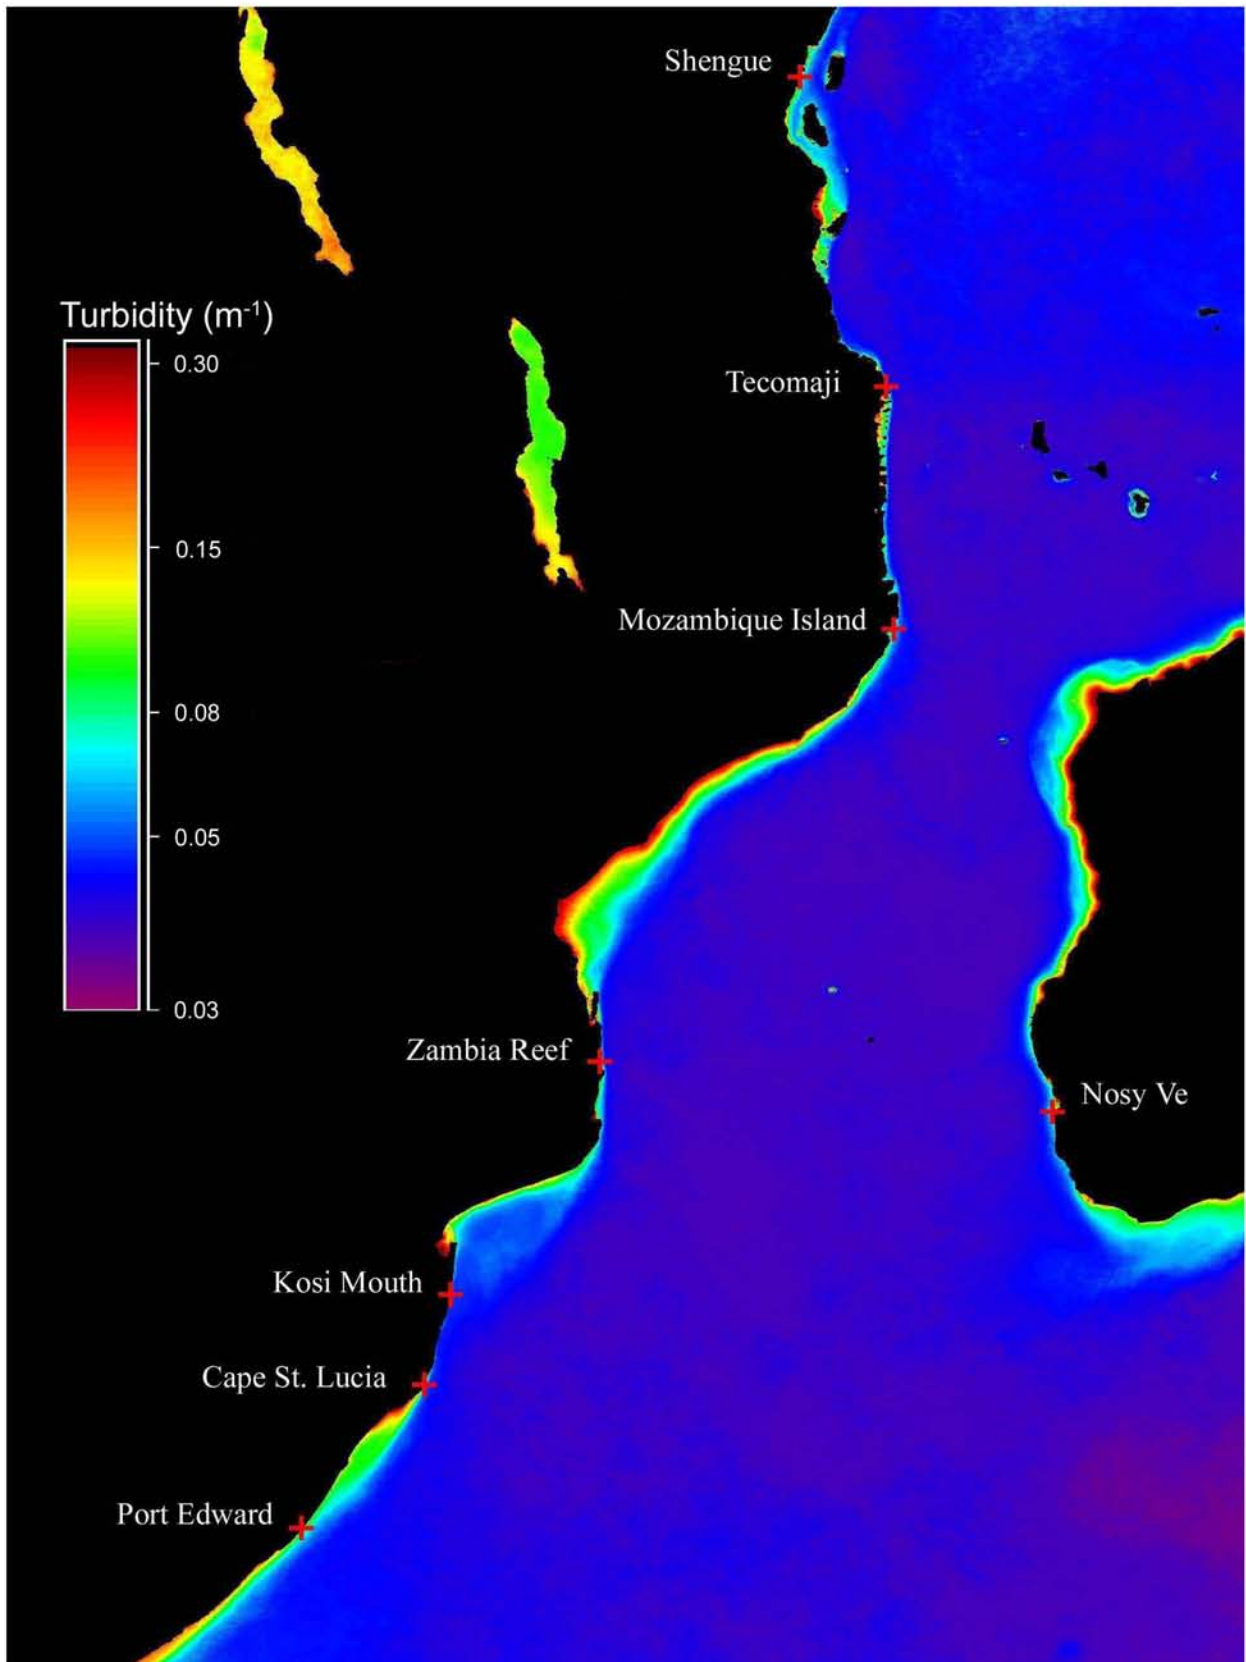 Shengue
Turbidity (m⁻¹)
0.30
Tecomaji
0.15
Mozambique Island
0.08
0.05
0.03
Zambia Reef
Nosy Ve
Kosi Mouth
Cape St. Lucia
Port Edward